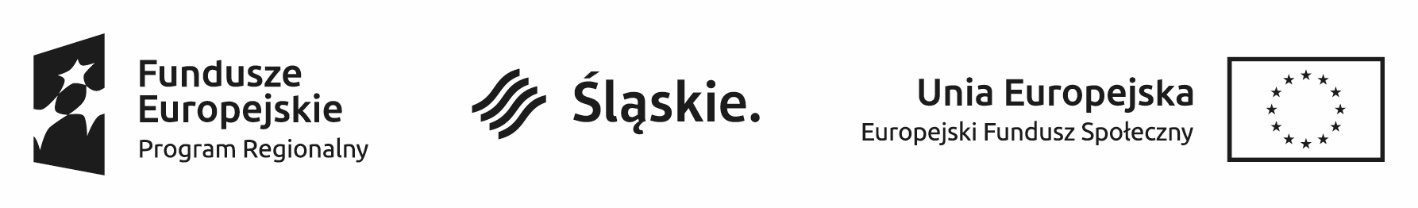 Fundusze
Europejskie
Program Regionalny
Śląskie.
Unia Europejska
Europejski Fundusz Społeczny